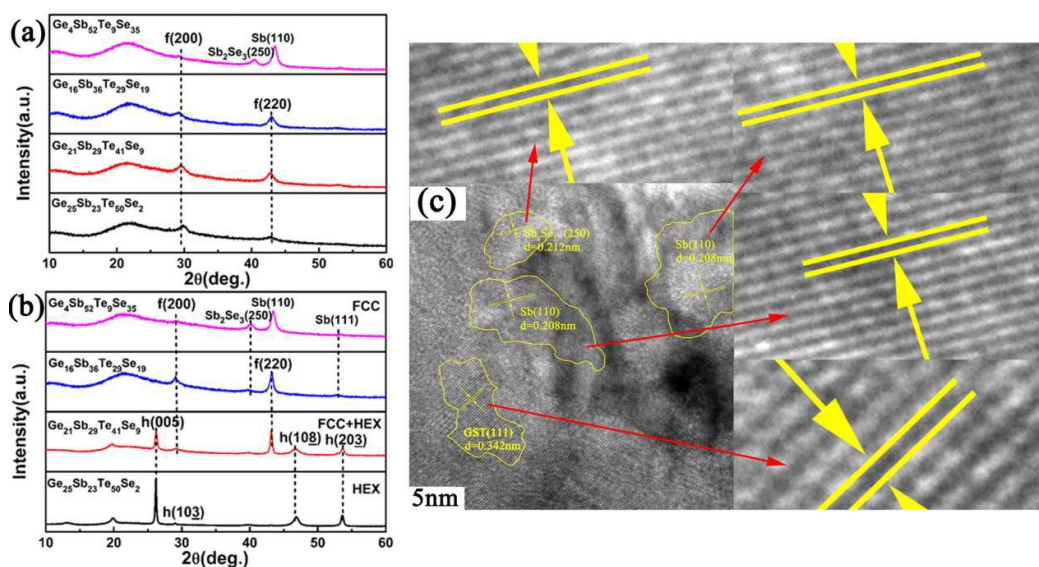 (a)
Intensity(a.u.)
Ge4Sb52Te9Se35
f(200)
Sb2Se3(250)
Sb(110)
Ge16Sb36Te29Se19
f(220)
Ge21Sb29Te41Se9
Ge25Sb23Te50Se2
10 20 30 40 50 60
2θ(deg.)
(b)
Intensity(a.u.)
Ge4Sb52Te9Se35
f(200)
Sb2Se3(250)
Sb(110)
FCC
Sb(111)
Ge16Sb36Te29Se19
f(220)
Ge21Sb29Te41Se9
h(005)
FCC+HEX
h(108)
h(203)
Ge25Sb23Te50Se2
h(103)
HEX
10 20 30 40 50 60
2θ(deg.)
(c)
(250)
d=0.212nm
Sb(110)
d=0.208nm
Sb(110)
d=0.208nm
GST(111)
d=0.342nm
5nm